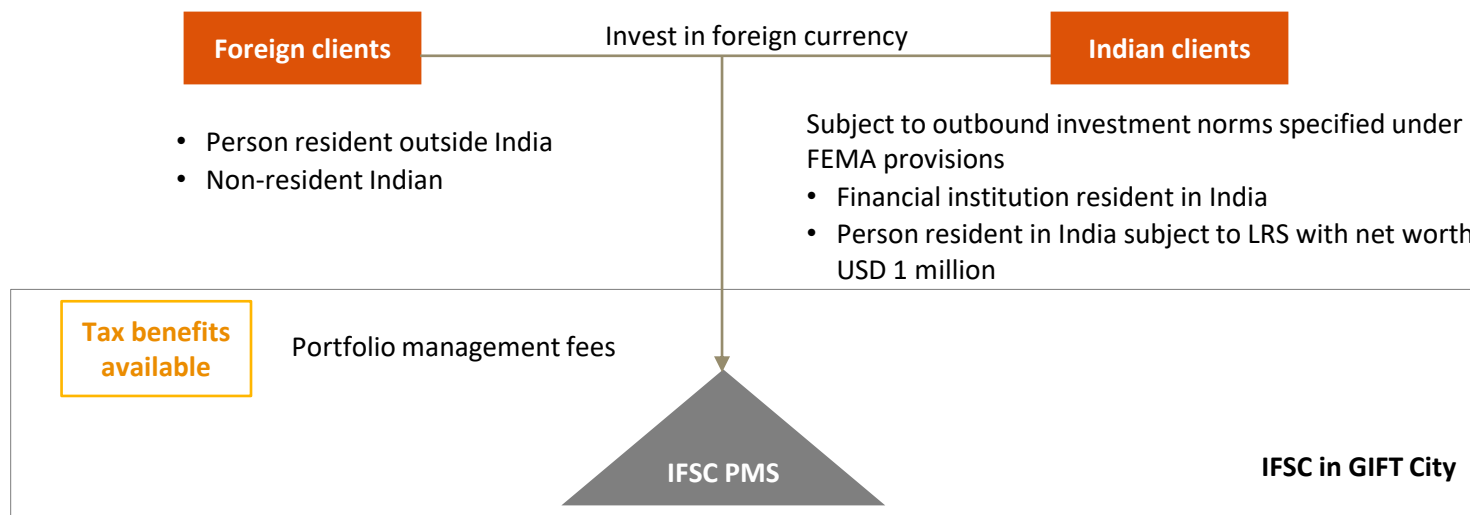 Foreign clients
Invest in foreign currency
Indian clients
• Person resident outside India
• Non-resident Indian
Subject to outbound investment norms specified under
FEMA provisions
• Financial institution resident in India
• Person resident in India subject to LRS with net worth
USD 1 million
Tax benefits
available
Portfolio management fees
IFSC PMS
IFSC in GIFT City